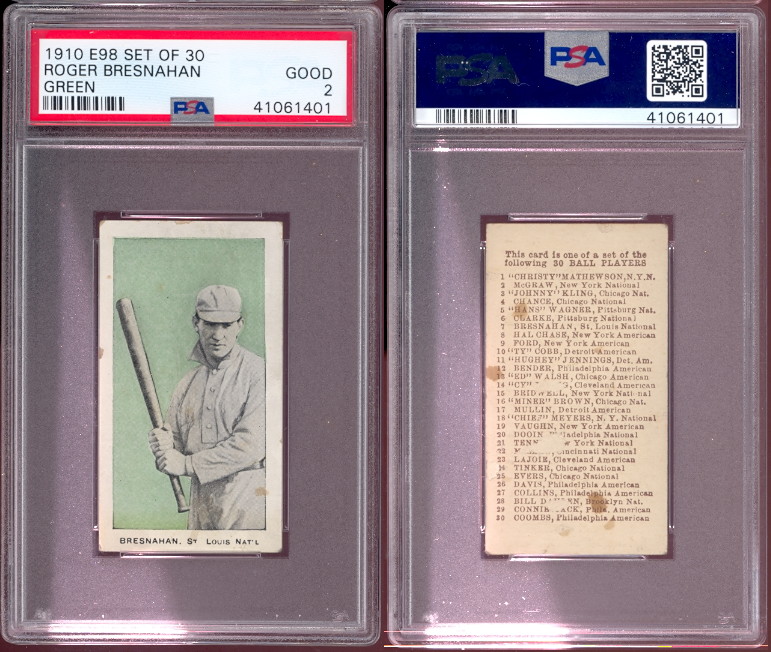 1910 E98 SET OF 30
ROGER BRESNAHAN GOOD
GREEN 2
PSA 41061401
BRESNAHAN. ST LOUIS NAT'L
PSA PSA
41061401
This card is one of a set of the
following 30 BALL PLAYERS
1 "CHRISTY" MATHEWSON, N.Y.N.
2 McGRAW, New York National
3 "JOHNNY" KLING, Chicago Nat.
4 CHANCE, Chicago National
5 "HANS" WAGNER, Pittsburg Nat.
6 CLARKE, Pittsburg National
7 BRESNAHAN, St. Louis National
8 HAL CHASE, New York American
9 FORD, New York American
10 "TY" COBB, Detroit American
11 "HUGHEY" JENNINGS, Det. Am.
12 BENDER, Philadelphia American
13 "ED" WALSH, Chicago American
14 "CY" Cleveland American
15 BRIDWELL, New York National
16 "MINER" BROWN, Chicago Nat.
17 MULLIN, Detroit American
18 "CHIEF" MEYERS, N. Y. National
19 VAUGHN, New York American
20 DOOIN National
21 York National
22 National
23 LAJOIE, Cleveland American
24 TINKER, Chicago National
25 EVERS, Chicago National
26 DAVIS, Philadelphia American
27 COLLINS, Philadelphia American
28 BILL Brooklyn Nat.
29 American
30 COOMBS, Philadelphia American